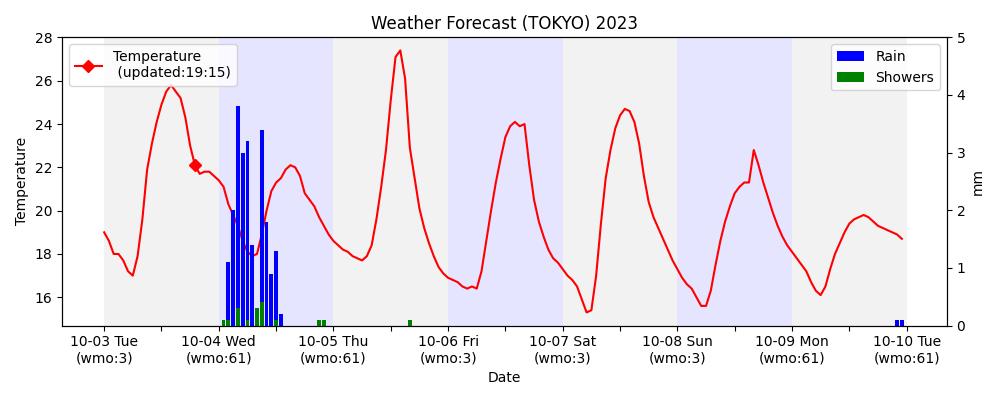 Weather Forecast (TOKYO) 2023
Temperature
(updated:19:15)
Rain
Showers
28
26
24
22
20
18
16
Temperature
5
4
3
2
1
0
mm
10-03 Tue
(wmo:3)
10-04 Wed
(wmo:61)
10-05 Thu
(wmo:61)
10-06 Fri
(wmo:3)
10-07 Sat
(wmo:3)
10-08 Sun
(wmo:3)
10-09 Mon
(wmo:61)
10-10 Tue
(wmo:61)
Date